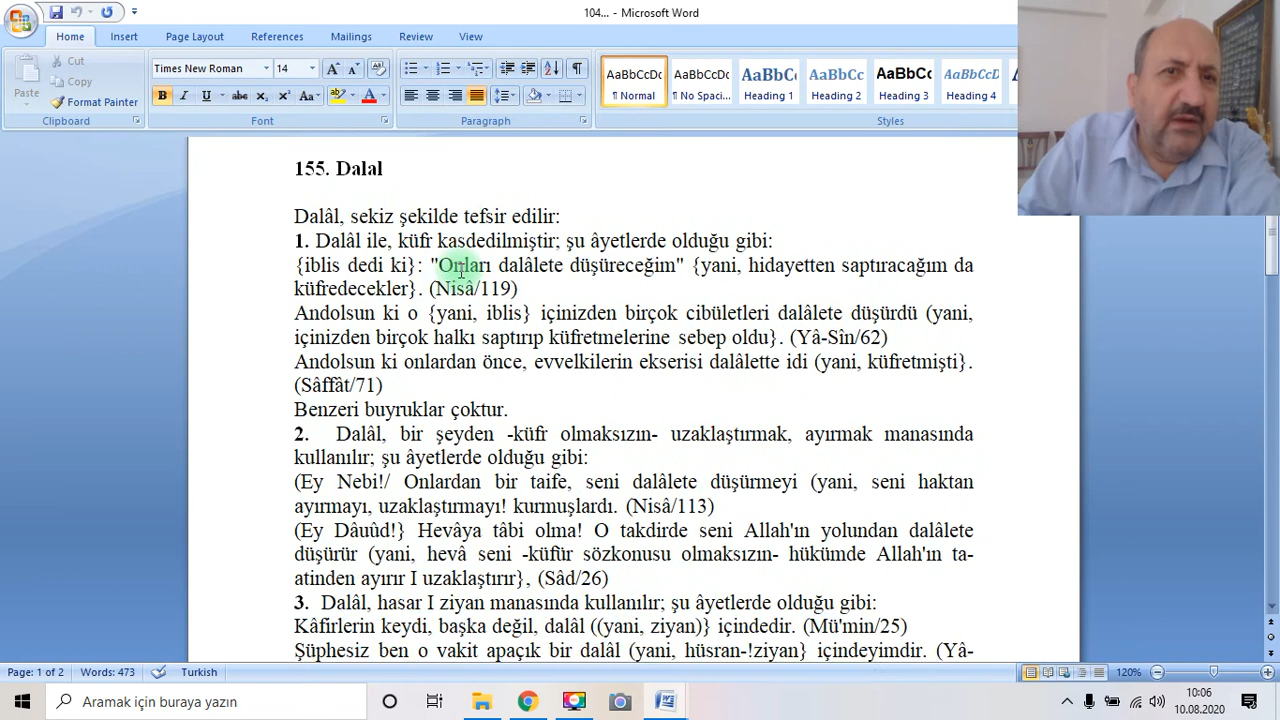 104... - Microsoft Word
Home Insert Page Layout References Mailings Review View
Paste
Cut
Copy
Format Painter
Clipboard
Times New Roman 14
Font
Paragraph
AaBbCcDc AaBbCcDc AaBbC AaBbCc AaBbCc AaBbCcD
¶ Normal ¶ No Spaci... Heading 1 Heading 2 Heading 3 Heading 4
Styles
155. Dalal
Dalâl, sekiz şekilde tefsir edilir:
1. Dalâl ile, küfr kasdedilmiştir; şu âyetlerde olduğu gibi:
{iblis dedi ki}: "Onları dalâlete düşüreceğim" {yani, hidayetten saptıracağım da
küfredecekler}. (Nisâ/119)
Andolsun ki o {yani, iblis} içinizden birçok cibületleri dalâlete düşürdü (yani,
içinizden birçok halkı saptırıp küfretmelerine sebep oldu}. (Yâ-Sîn/62)
Andolsun ki onlardan önce, evvelkilerin ekserisi dalâlette idi (yani, küfretmişti}.
(Sâffât/71)
Benzeri buyruklar çoktur.
2. Dalâl, bir şeyden -küfr olmaksızın- uzaklaştırmak, ayırmak manasında
kullanılır; şu âyetlerde olduğu gibi:
(Ey Nebi!/ Onlardan bir taife, seni dalâlete düşürmeyi (yani, seni haktan
ayırmayı, uzaklaştırmayı! kurmuşlardı. (Nisâ/113)
(Ey Dâuûd!} Hevâya tâbi olma! O takdirde seni Allah'ın yolundan dalâlete
düşürür (yani, hevâ seni -küfür sözkonusu olmaksızın- hükümde Allah'ın ta-
atinden ayırır I uzaklaştırır}, (Sâd/26)
3. Dalâl, hasar I ziyan manasında kullanılır; şu âyetlerde olduğu gibi:
Kâfirlerin keydi, başka değil, dalâl ((yani, ziyan)} içindedir. (Mü'min/25)
Şüphesiz ben o vakit apaçık bir dalâl (yani, hüsran-!ziyan} içindeyimdir. (Yâ-
Page: 1 of 2 Words: 473 Turkish 120%
Aramak için buraya yazın
10:06
10.08.2020